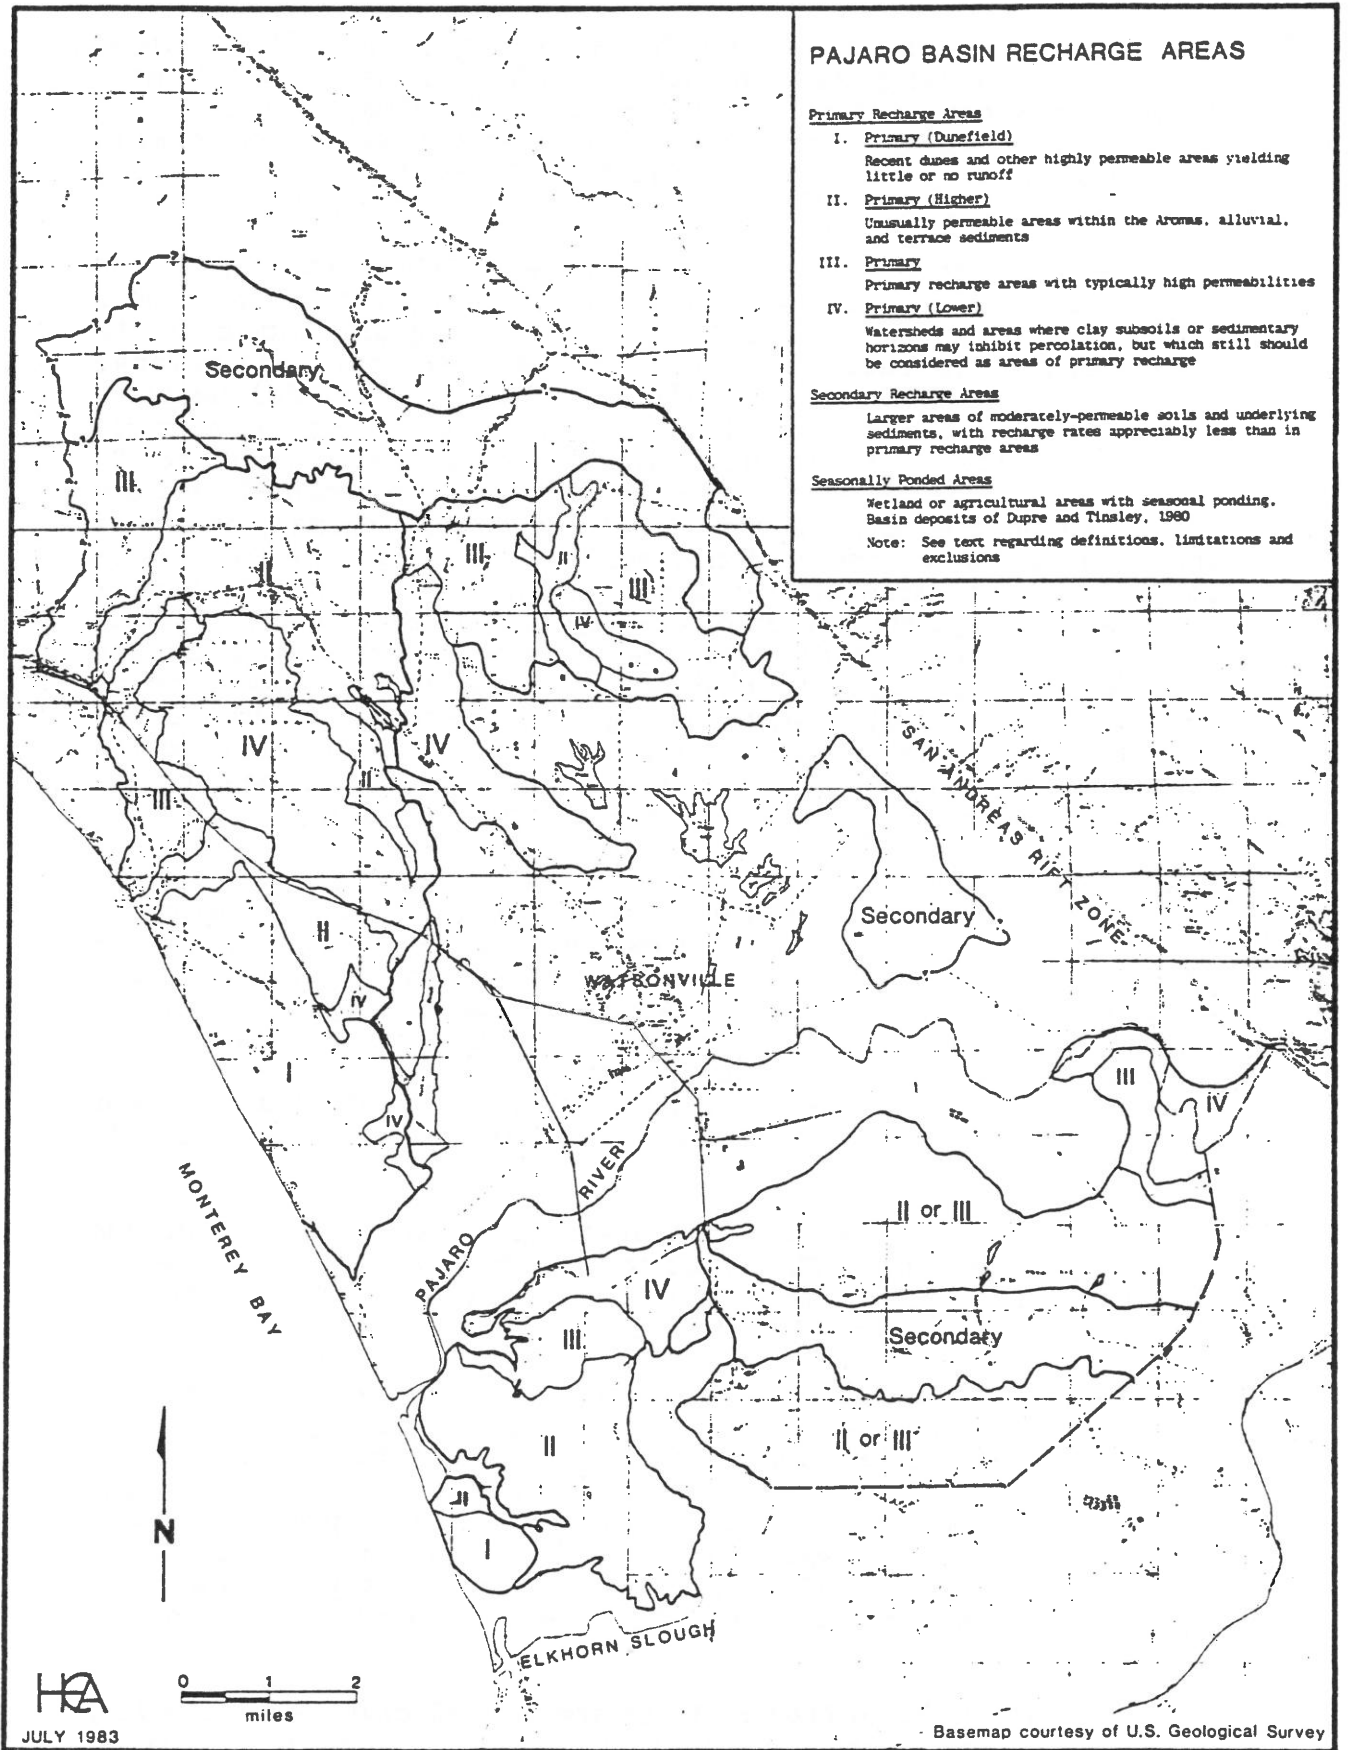 PAJARO BASIN RECHARGE AREAS
Primary Recharge Areas
I. Primary (Dunefield)
Recent dunes and other highly permeable areas yielding
little or no runoff
II. Primary (Higher)
Unusually permeable areas within the Aromas, alluvial,
and terrace sediments
III. Primary
Primary recharge areas with typically high permeabilities
IV. Primary (Lower)
Watersheds and areas where clay subsoils or sedimentary
horizons may inhibit percolation, but which still should
be considered as areas of primary recharge
Secondary Recharge Areas
Larger areas of moderately-permeable soils and underlying
sediments, with recharge rates appreciably less than in
primary recharge areas
Seasonally Ponded Areas
Wetland or agricultural areas with seasonal ponding.
Basin deposits of Dupre and Tinsley, 1980
Note: See text regarding definitions, limitations and
exclusions
?
Secondary
III
III
II
III
II
IV
IV
IV
II
III
SAN ANDREAS RIFT ZONE
Secondary
II
WATSONVILLE
IV
I
III
IV
IV
MONTEREY BAY
PAJARO RIVER
II or III
IV
III
Secondary
II
II or III
II
I
N
ELKHORN SLOUGH
HEA
0 1 2
miles
JULY 1983
Basemap courtesy of U.S. Geological Survey